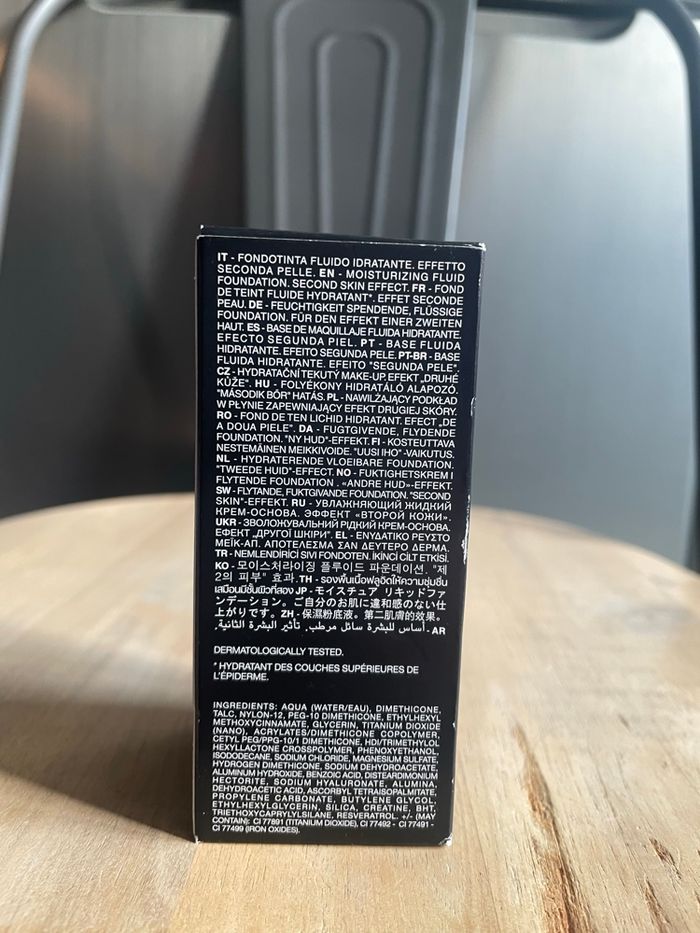 IT - FONDOTINTA FLUIDO IDRATANTE. EFFETTO
SECONDA PELLE. EN - MOISTURIZING FLUID
FOUNDATION. SECOND SKIN EFFECT. FR - FOND
DE TEINT FLUIDE HYDRATANT*. EFFET SECONDE
PEAU. DE - FEUCHTIGKEIT SPENDENDE, FLÜSSIGE
FOUNDATION. FÜR DEN EFFEKT EINER ZWEITEN
HAUT. ES - BASE DE MAQUILLAJE FLUIDA HIDRATANTE.
EFECTO SEGUNDA PIEL. PT - BASE FLUIDA
HIDRATANTE. EFEITO SEGUNDA PELE. PT-BR - BASE
FLUIDA HIDRATANTE. EFEITO "SEGUNDA PELE".
CZ - HYDRATAČNÍ TEKUTÝ MAKE-UP. EFEKT „DRUHÉ
KŮŽE". HU - FOLYÉKONY HIDRATÁLÓ ALAPOZÓ.
"MÁSODIK BŐR" HATÁS. PL - NAWILŻAJĄCY PODKŁAD
W PŁYNIE ZAPEWNIAJĄCY EFEKT DRUGIEJ SKÓRY.
RO - FOND DE TEN LICHID HIDRATANT. EFECT „DE
A DOUA PIELE". DA - FUGTGIVENDE, FLYDENDE
FOUNDATION. "NY HUD"-EFFEKT. FI - KOSTEUTTAVA
NESTEMÄINEN MEIKKIVOIDE. "UUSI IHO" -VAIKUTUS.
NL - HYDRATERENDE VLOEIBARE FOUNDATION.
"TWEEDE HUID"-EFFECT. NO - FUKTIGHETSKREM I
FLYTENDE FOUNDATION . «ANDRE HUD»-EFFEKT.
SW - FLYTANDE, FUKTGIVANDE FOUNDATION. "SECOND
SKIN"-EFFEKT. RU - УВЛАЖНЯЮЩИЙ ЖИДКИЙ
КРЕМ-ОСНОВА. ЭФФЕКТ «ВТОРОЙ КОЖИ».
UKR - ЗВОЛОЖУВАЛЬНИЙ РІДКИЙ КРЕМ-ОСНОВА.
ЕФЕКТ „ДРУГОЇ ШКІРИ". EL - ΕΝΥΔΑΤΙΚΟ ΡΕΥΣΤΟ
ΜΕΪΚ-ΑΠ. ΑΠΟΤΕΛΕΣΜΑ ΣΑΝ ΔΕΥΤΕΡΟ ΔΕΡΜΑ.
TR - NEMLENDİRİCİ SIVI FONDÖTEN. İKİNCİ CİLT ETKİSİ.
KO - 모이스처라이징 플루이드 파운데이션. "제
2의 피부" 효과. TH - รองพื้นเนื้อฟลูอิดให้ความชุ่มชื่น
เสมือนมีชั้นผิวที่สอง JP - モイスチュア リキッドファ
ンデーション。ご自分のお肌に違和感のない仕
上がりです。ZH - 保濕粉底液。第二肌膚的效果。
AR - أساس للبشرة سائل مرطب. تأثير البشرة الثانية.
DERMATOLOGICALLY TESTED.
* HYDRATANT DES COUCHES SUPÉRIEURES DE
L'ÉPIDERME.
INGREDIENTS: AQUA (WATER/EAU), DIMETHICONE,
TALC, NYLON-12, PEG-10 DIMETHICONE, ETHYLHEXYL
METHOXYCINNAMATE, GLYCERIN, TITANIUM DIOXIDE
(NANO), ACRYLATES/DIMETHICONE COPOLYMER,
CETYL PEG/PPG-10/1 DIMETHICONE, HDI/TRIMETHYLOL
HEXYLLACTONE CROSSPOLYMER, PHENOXYETHANOL,
ISODODECANE, SODIUM CHLORIDE, MAGNESIUM SULFATE,
HYDROGEN DIMETHICONE, SODIUM DEHYDROACETATE,
ALUMINUM HYDROXIDE, BENZOIC ACID, DISTEARDIMONIUM
HECTORITE, SODIUM HYALURONATE, ALUMINA,
DEHYDROACETIC ACID, ASCORBYL TETRAISOPALMITATE,
PROPYLENE CARBONATE, BUTYLENE GLYCOL,
ETHYLHEXYLGLYCERIN, SILICA, CREATINE, BHT,
TRIETHOXYCAPRYLYLSILANE, RESVERATROL. +/- (MAY
CONTAIN): CI 77891 (TITANIUM DIOXIDE), CI 77492 - CI 77491 -
CI 77499 (IRON OXIDES).